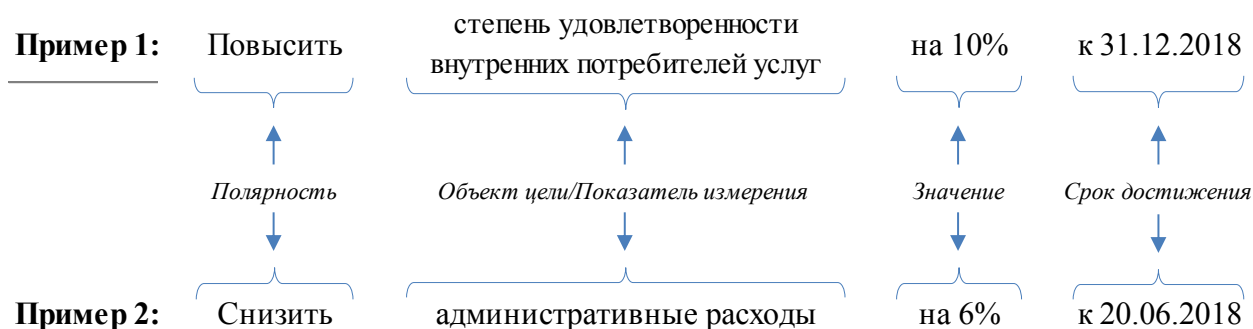 Пример 1: Повысить степень удовлетворенности внутренних потребителей услуг на 10% к 31.12.2018
Полярность Объект цели/Показатель измерения Значение Срок достижения
Пример 2: Снизить административные расходы на 6% к 20.06.2018